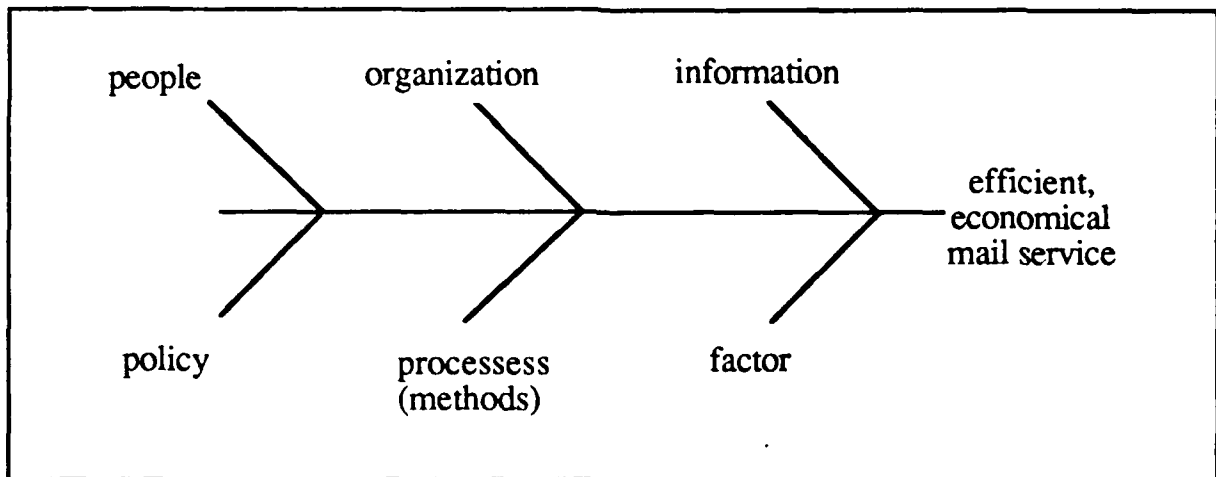 people
organization
information
efficient,
economical
mail service
policy
processess
(methods)
factor